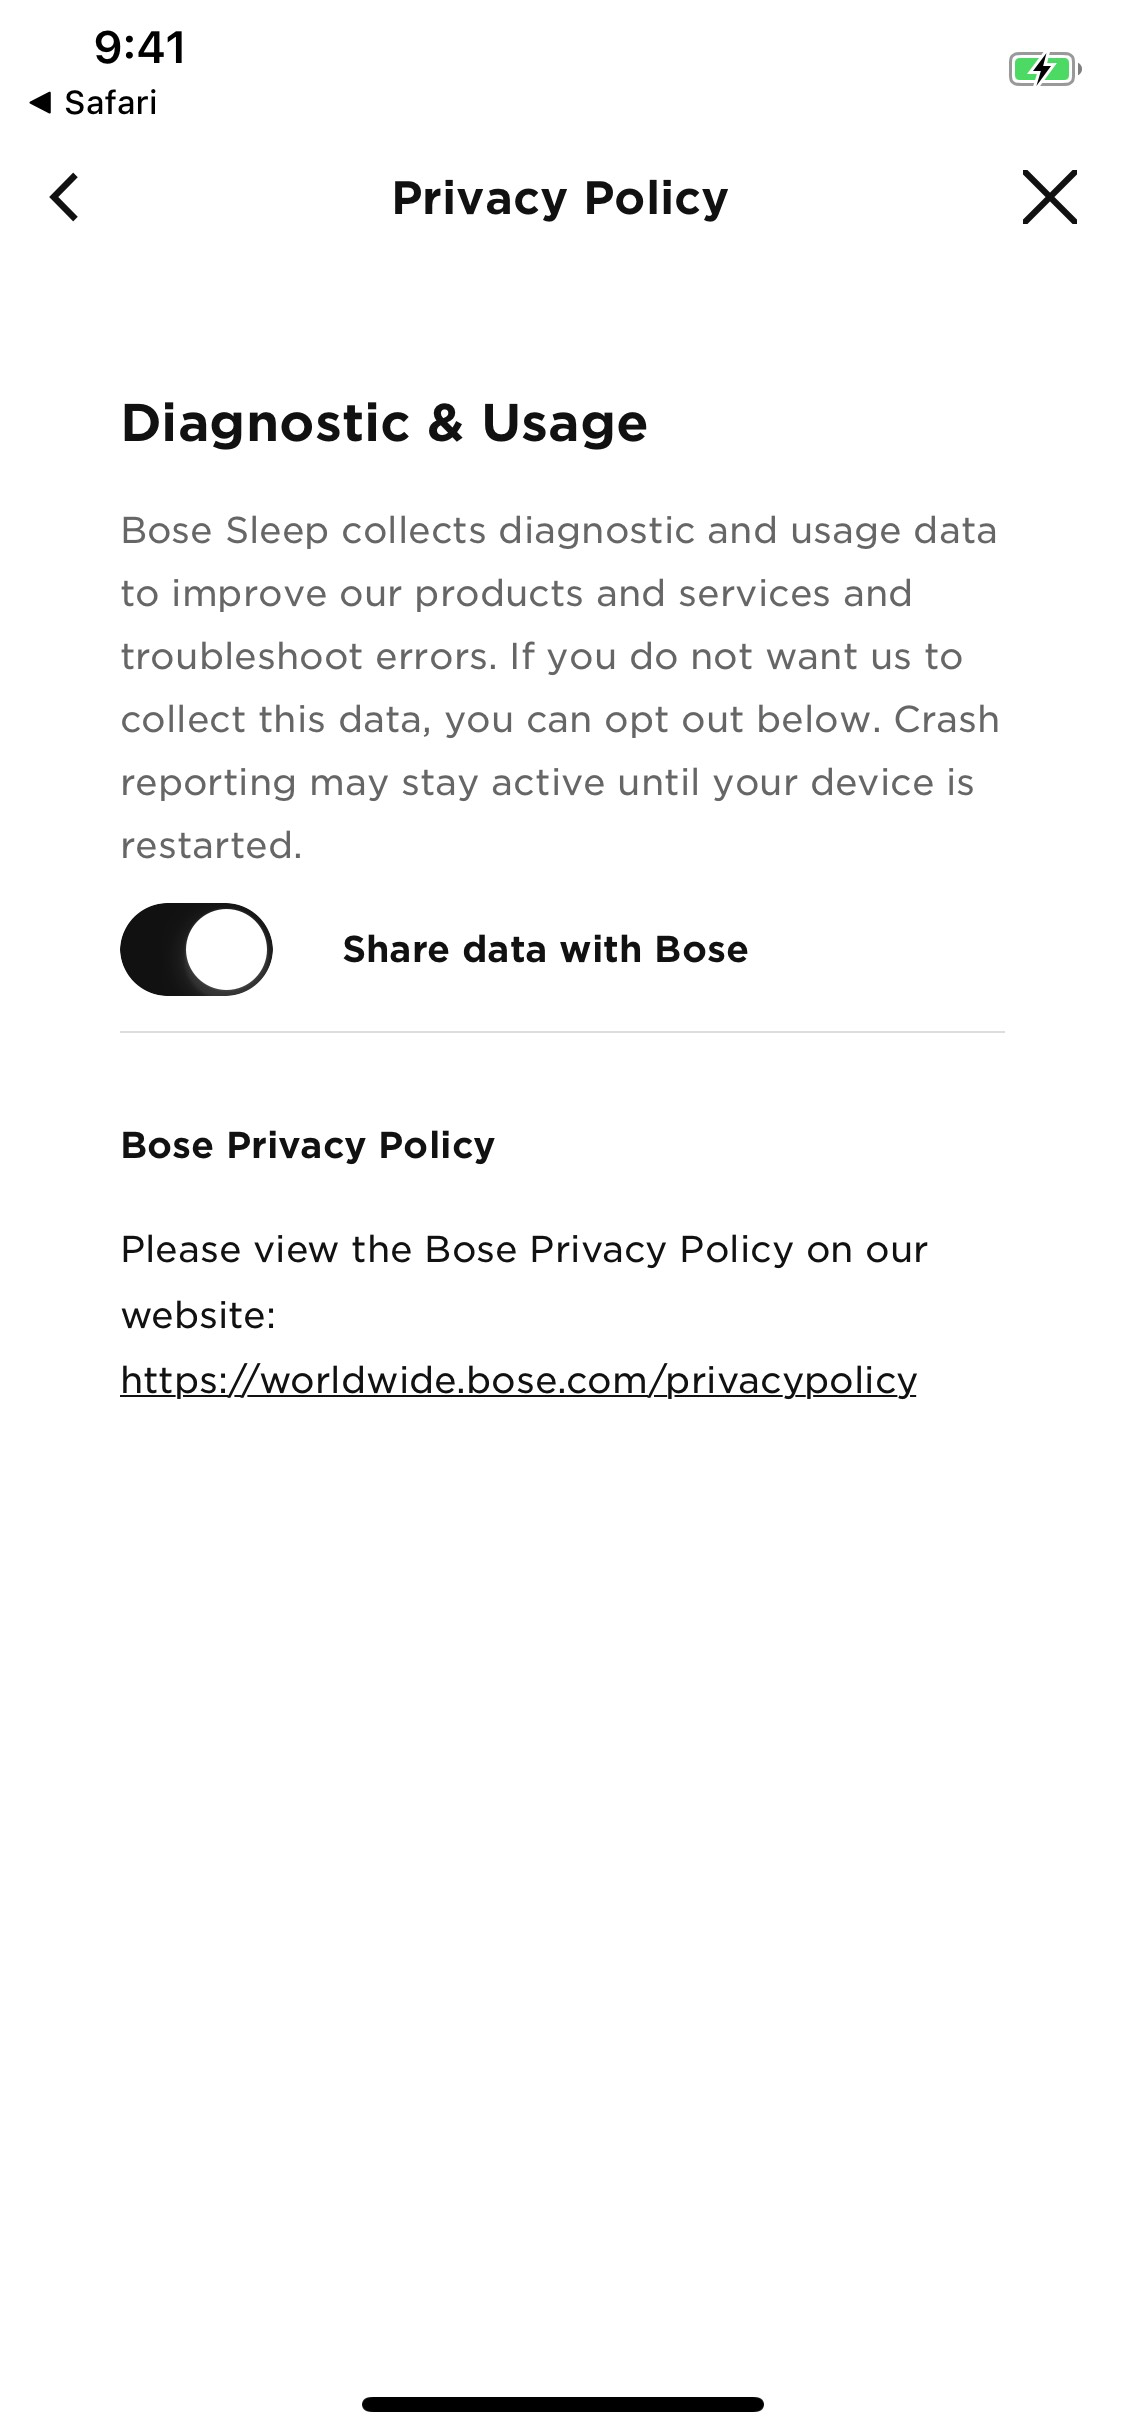 9:41
◀ Safari
Privacy Policy
Diagnostic & Usage
Bose Sleep collects diagnostic and usage data
to improve our products and services and
troubleshoot errors. If you do not want us to
collect this data, you can opt out below. Crash
reporting may stay active until your device is
restarted.
Share data with Bose
Bose Privacy Policy
Please view the Bose Privacy Policy on our
website:
https://worldwide.bose.com/privacypolicy